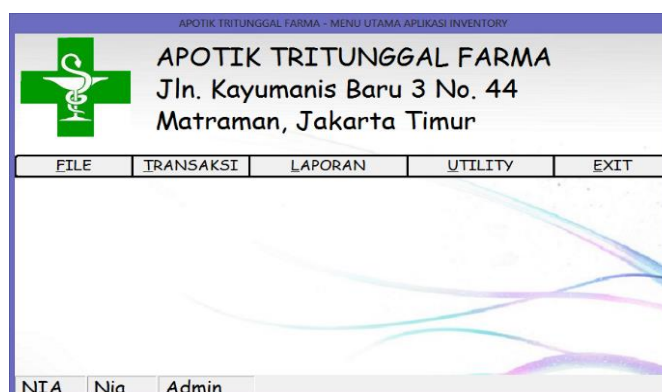 APOTIK TRITUNGGAL FARMA - MENU UTAMA APLIKASI INVENTORY
APOTIK TRITUNGGAL FARMA
Jln. Kayumanis Baru 3 No. 44
Matraman, Jakarta Timur
FILE TRANSAKSI LAPORAN UTILITY EXIT
NIA Nia Admin